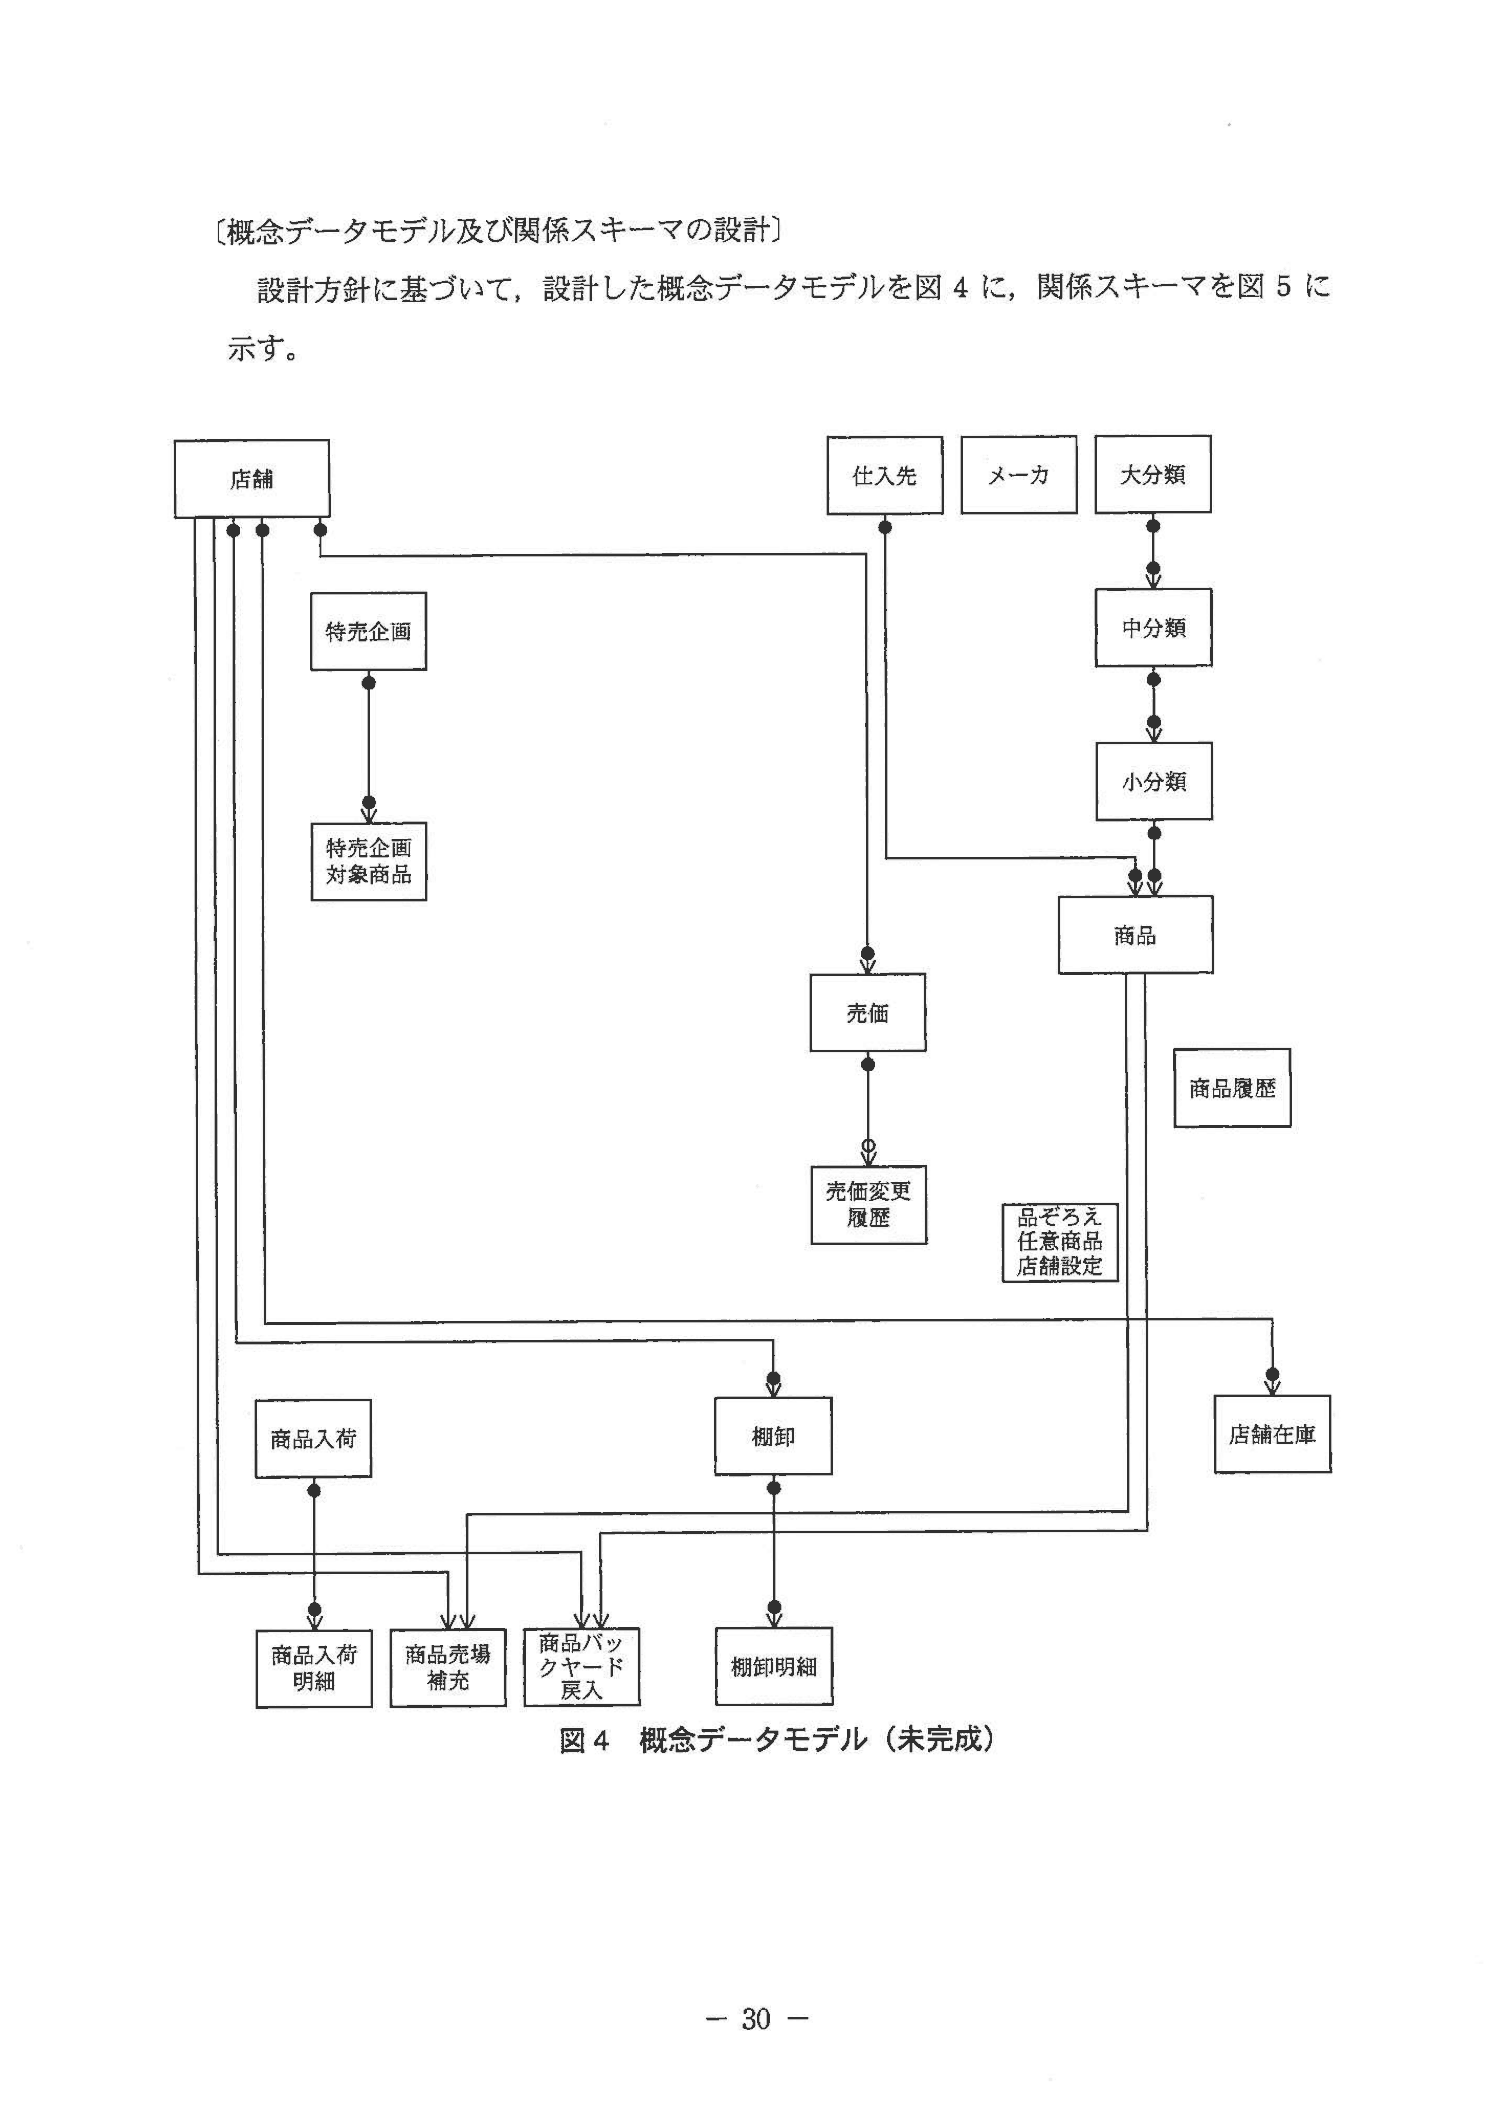 〔概念データモデル及び関係スキーマの設計〕
設計方針に基づいて，設計した概念データモデルを図 4 に，関係スキーマを図 5 に
示す。
店舗
仕入先
メーカ
大分類
特売企画
中分類
小分類
特売企画
対象商品
商品
売価
商品履歴
売価変更
履歴
品ぞろえ
任意商品
店舗設定
商品入荷
棚卸
店舗在庫
商品入荷
明細
商品売場
補充
商品バッ
クヤード
戻入
棚卸明細
図 4　概念データモデル（未完成）
－ 30 －